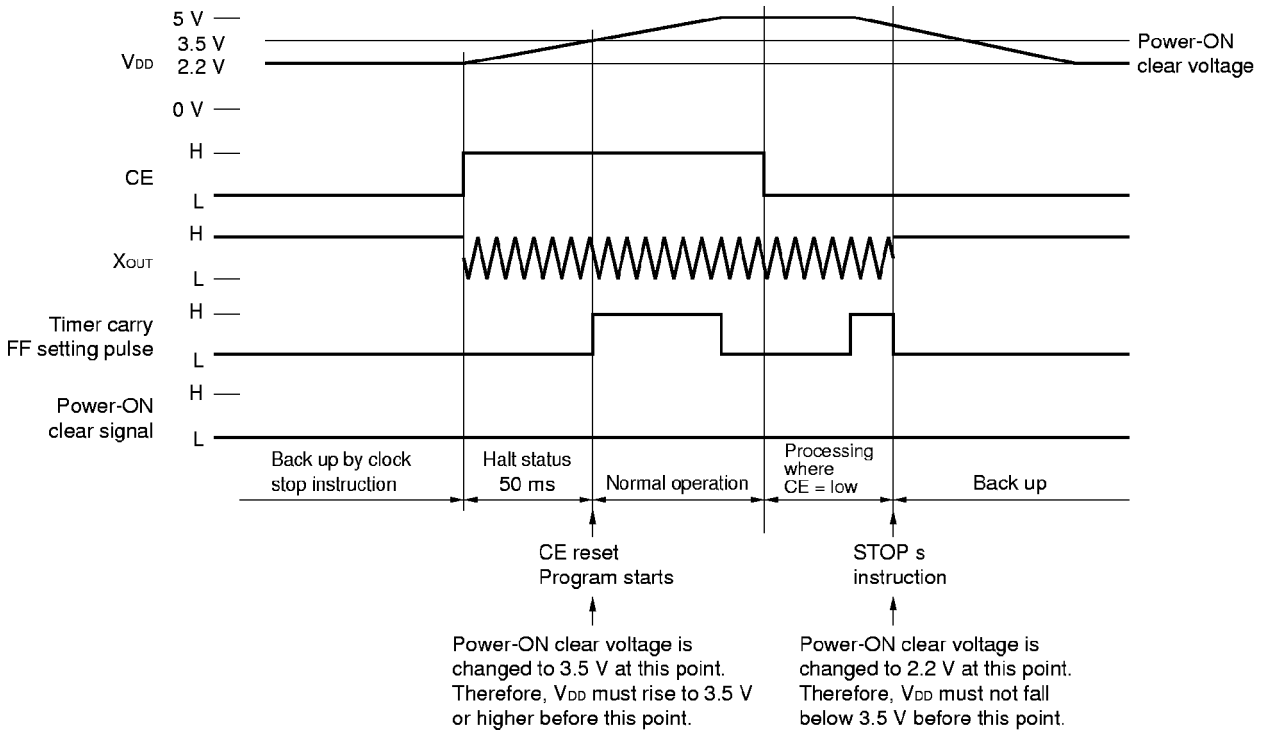 5 V
3.5 V
VDD 2.2 V
0 V
Power-ON
clear voltage
H
CE
L
H
XOUT
L
H
Timer carry
FF setting pulse
L
H
Power-ON
clear signal
L
Back up by clock
stop instruction
Halt status
50 ms
Normal operation
Processing
where
CE = low
Back up
CE reset
Program starts
STOP s
instruction
Power-ON clear voltage is
changed to 3.5 V at this point.
Therefore, VDD must rise to 3.5 V
or higher before this point.
Power-ON clear voltage is
changed to 2.2 V at this point.
Therefore, VDD must not fall
below 3.5 V before this point.